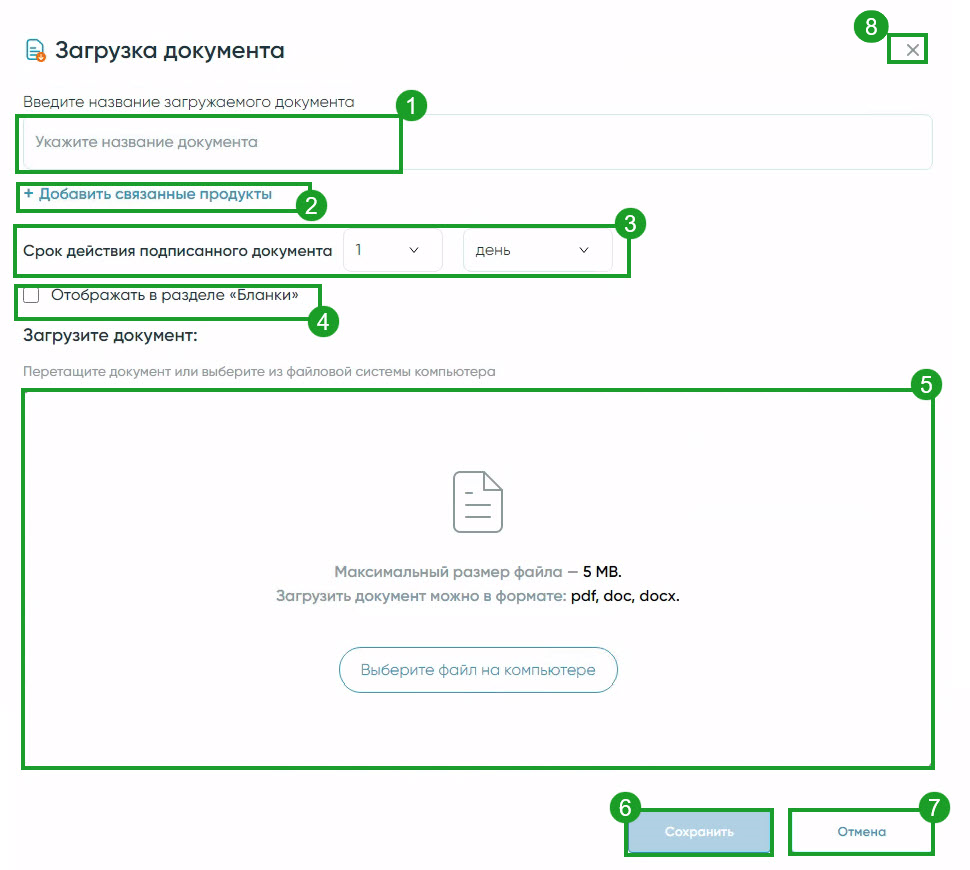 8
Загрузка документа
Введите название загружаемого документа
1
Укажите название документа
+ Добавить связанные продукты
2
3
Срок действия подписанного документа 1 день
Отображать в разделе «Бланки»
4
Загрузите документ:
Перетащите документ или выберите из файловой системы компьютера
5
Максимальный размер файла — 5 MB.
Загрузить документ можно в формате: pdf, doc, docx.
Выберите файл на компьютере
6
7
Сохранить Отмена